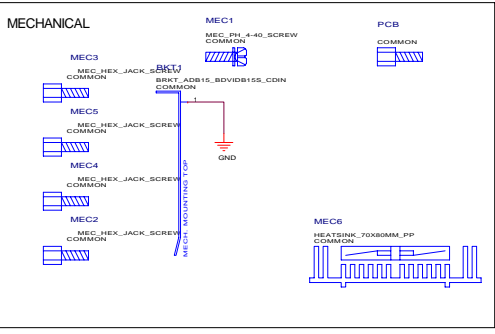 MECHANICAL
MEC1
MEC_PH_4-40_SCREW
COMMON
PCB
COMMON
MEC3
MEC_HEX_JACK_SCREW
COMMON
BKT1
BRKT_ADB15_BDVIDB15S_CDIN
COMMON
1
GND
MECH. MOUNTING TOP
MEC5
MEC_HEX_JACK_SCREW
COMMON
MEC4
MEC_HEX_JACK_SCREW
COMMON
MEC2
MEC_HEX_JACK_SCREW
COMMON
MEC6
HEATSINK_70X80MM_PP
COMMON